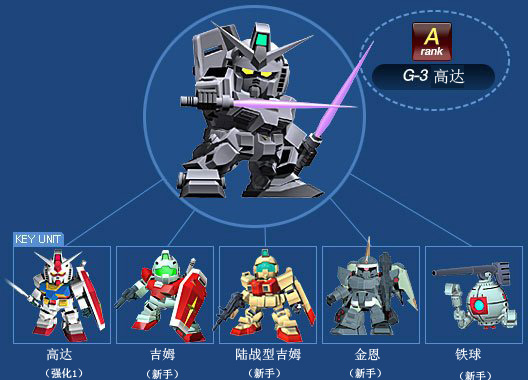 A
rank
G-3 高达
KEY UNIT
高达
吉姆
陆战型吉姆
金恩
铁球
（强化1）
（新手）
（新手）
（新手）
（新手）